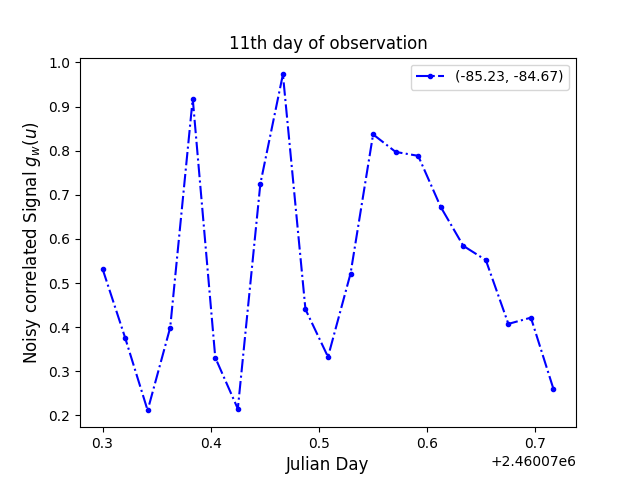 11th day of observation
(-85.23, -84.67)
Noisy correlated Signal g_w(u)
1.0
0.9
0.8
0.7
0.6
0.5
0.4
0.3
0.2
0.3 0.4 0.5 0.6 0.7
+2.46007e6
Julian Day